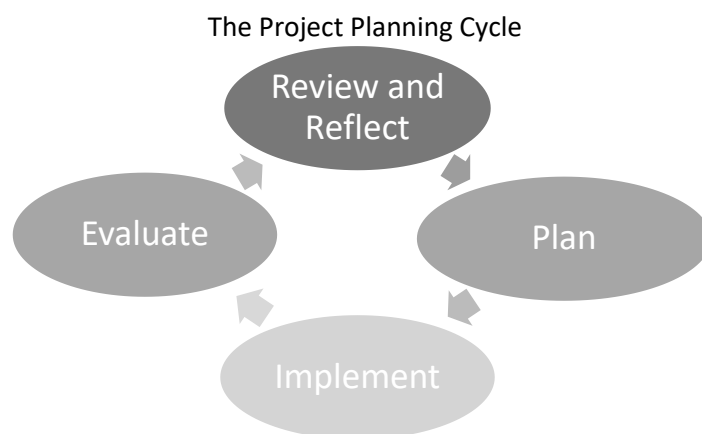 The Project Planning Cycle
Review and
Reflect
Evaluate
Plan
Implement